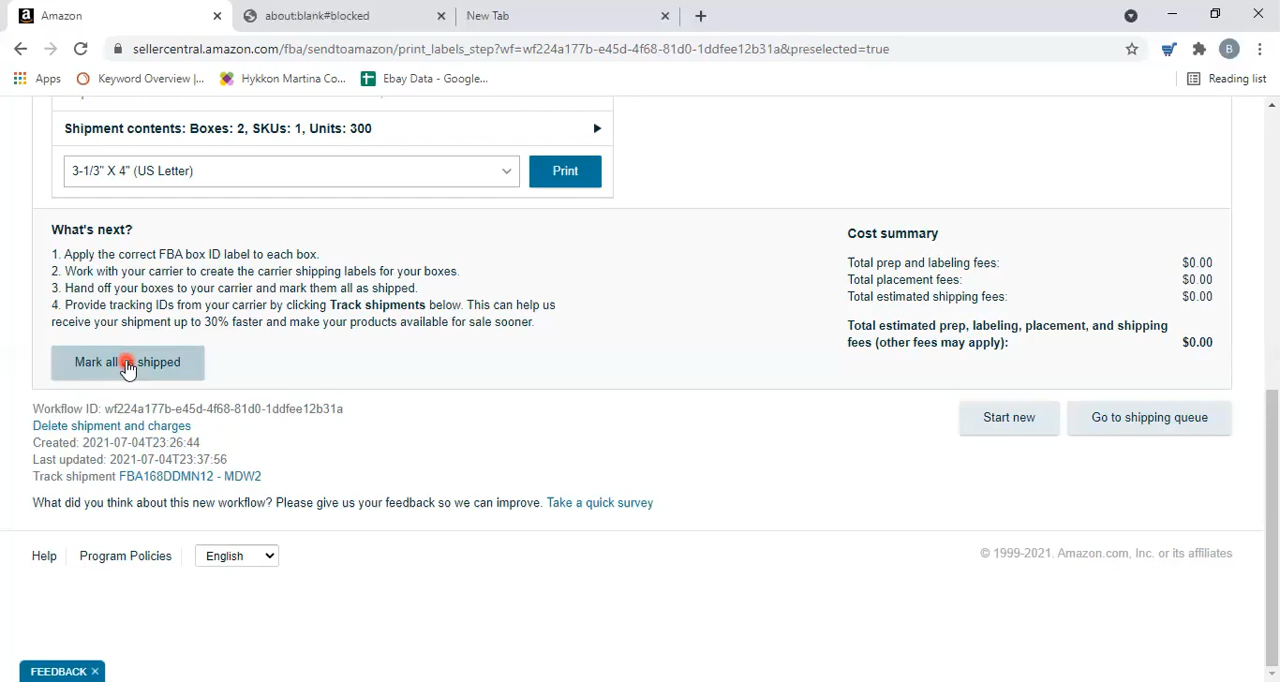 Amazon
about:blank#blocked
New Tab
sellercentral.amazon.com/fba/sendtoamazon/print_labels_step?wf=wf224a177b-e45d-4f68-81d0-1ddfee12b31a&preselected=true
B
Apps
Keyword Overview |...
Hykkon Martina Co...
Ebay Data - Google...
Reading list
Shipment contents: Boxes: 2, SKUs: 1, Units: 300
3-1/3" X 4" (US Letter)
Print
What's next?
1. Apply the correct FBA box ID label to each box.
2. Work with your carrier to create the carrier shipping labels for your boxes.
3. Hand off your boxes to your carrier and mark them all as shipped.
4. Provide tracking IDs from your carrier by clicking Track shipments below. This can help us
receive your shipment up to 30% faster and make your products available for sale sooner.
Mark all as shipped
Cost summary
Total prep and labeling fees: $0.00
Total placement fees: $0.00
Total estimated shipping fees: $0.00
Total estimated prep, labeling, placement, and shipping
fees (other fees may apply): $0.00
Workflow ID: wf224a177b-e45d-4f68-81d0-1ddfee12b31a
Delete shipment and charges
Created: 2021-07-04T23:26:44
Last updated: 2021-07-04T23:37:56
Track shipment FBA168DDMN12 - MDW2
Start new
Go to shipping queue
What did you think about this new workflow? Please give us your feedback so we can improve. Take a quick survey
Help
Program Policies
English
© 1999-2021. Amazon.com, Inc. or its affiliates
FEEDBACK ×